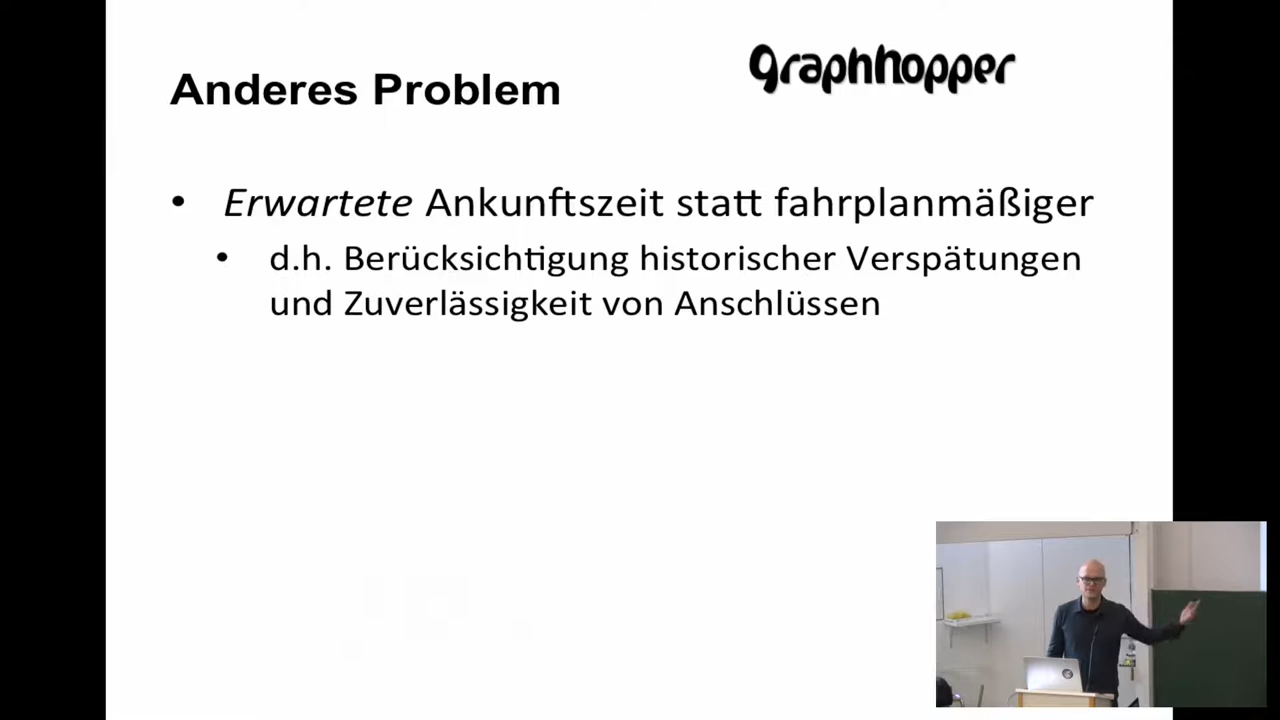 graphhopper
Anderes Problem
• Erwartete Ankunftszeit statt fahrplanmäßiger
• d.h. Berücksichtigung historischer Verspätungen
und Zuverlässigkeit von Anschlüssen